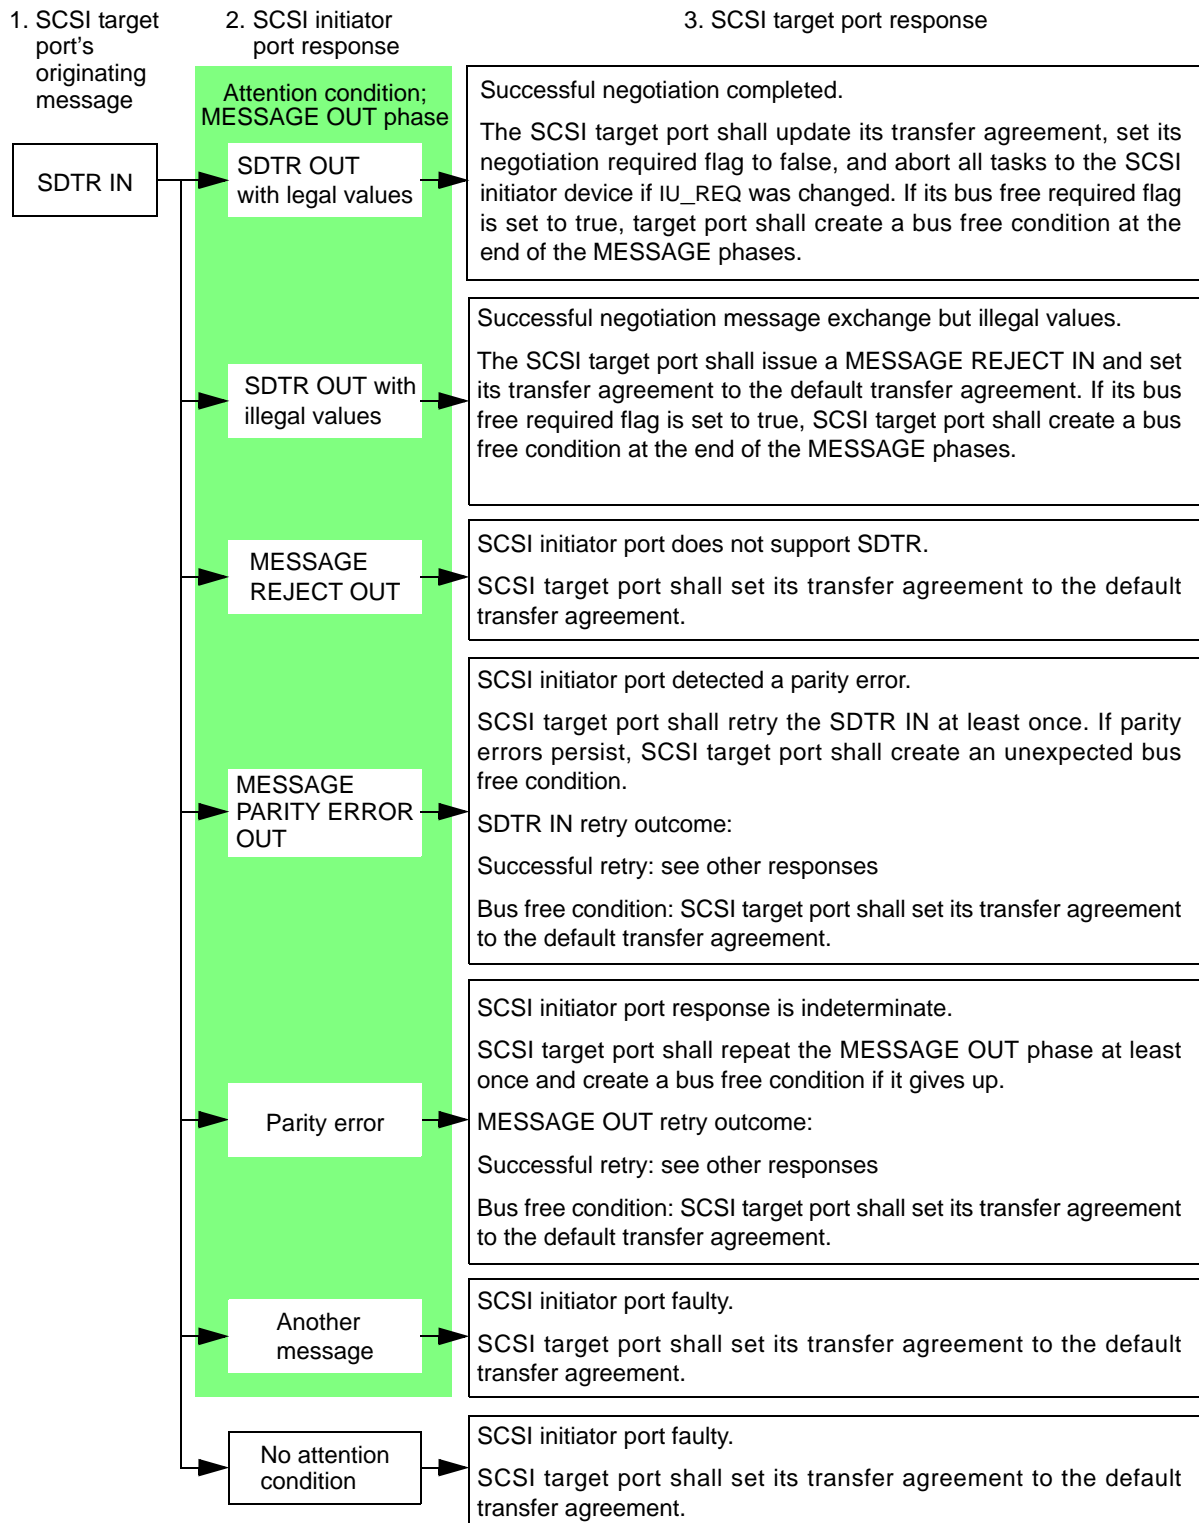 1. SCSI target
port's
originating
message
2. SCSI initiator
port response
3. SCSI target port response
SDTR IN
Attention condition;
MESSAGE OUT phase
SDTR OUT
with legal values
Successful negotiation completed.
The SCSI target port shall update its transfer agreement, set its
negotiation required flag to false, and abort all tasks to the SCSI
initiator device if IU_REQ was changed. If its bus free required flag
is set to true, target port shall create a bus free condition at the
end of the MESSAGE phases.
SDTR OUT with
illegal values
Successful negotiation message exchange but illegal values.
The SCSI target port shall issue a MESSAGE REJECT IN and set
its transfer agreement to the default transfer agreement. If its bus
free required flag is set to true, SCSI target port shall create a bus
free condition at the end of the MESSAGE phases.
MESSAGE
REJECT OUT
SCSI initiator port does not support SDTR.
SCSI target port shall set its transfer agreement to the default
transfer agreement.
MESSAGE
PARITY ERROR
OUT
SCSI initiator port detected a parity error.
SCSI target port shall retry the SDTR IN at least once. If parity
errors persist, SCSI target port shall create an unexpected bus
free condition.
SDTR IN retry outcome:
Successful retry: see other responses
Bus free condition: SCSI target port shall set its transfer agreement
to the default transfer agreement.
Parity error
SCSI initiator port response is indeterminate.
SCSI target port shall repeat the MESSAGE OUT phase at least
once and create a bus free condition if it gives up.
MESSAGE OUT retry outcome:
Successful retry: see other responses
Bus free condition: SCSI target port shall set its transfer agreement
to the default transfer agreement.
Another
message
SCSI initiator port faulty.
SCSI target port shall set its transfer agreement to the default
transfer agreement.
No attention
condition
SCSI initiator port faulty.
SCSI target port shall set its transfer agreement to the default
transfer agreement.